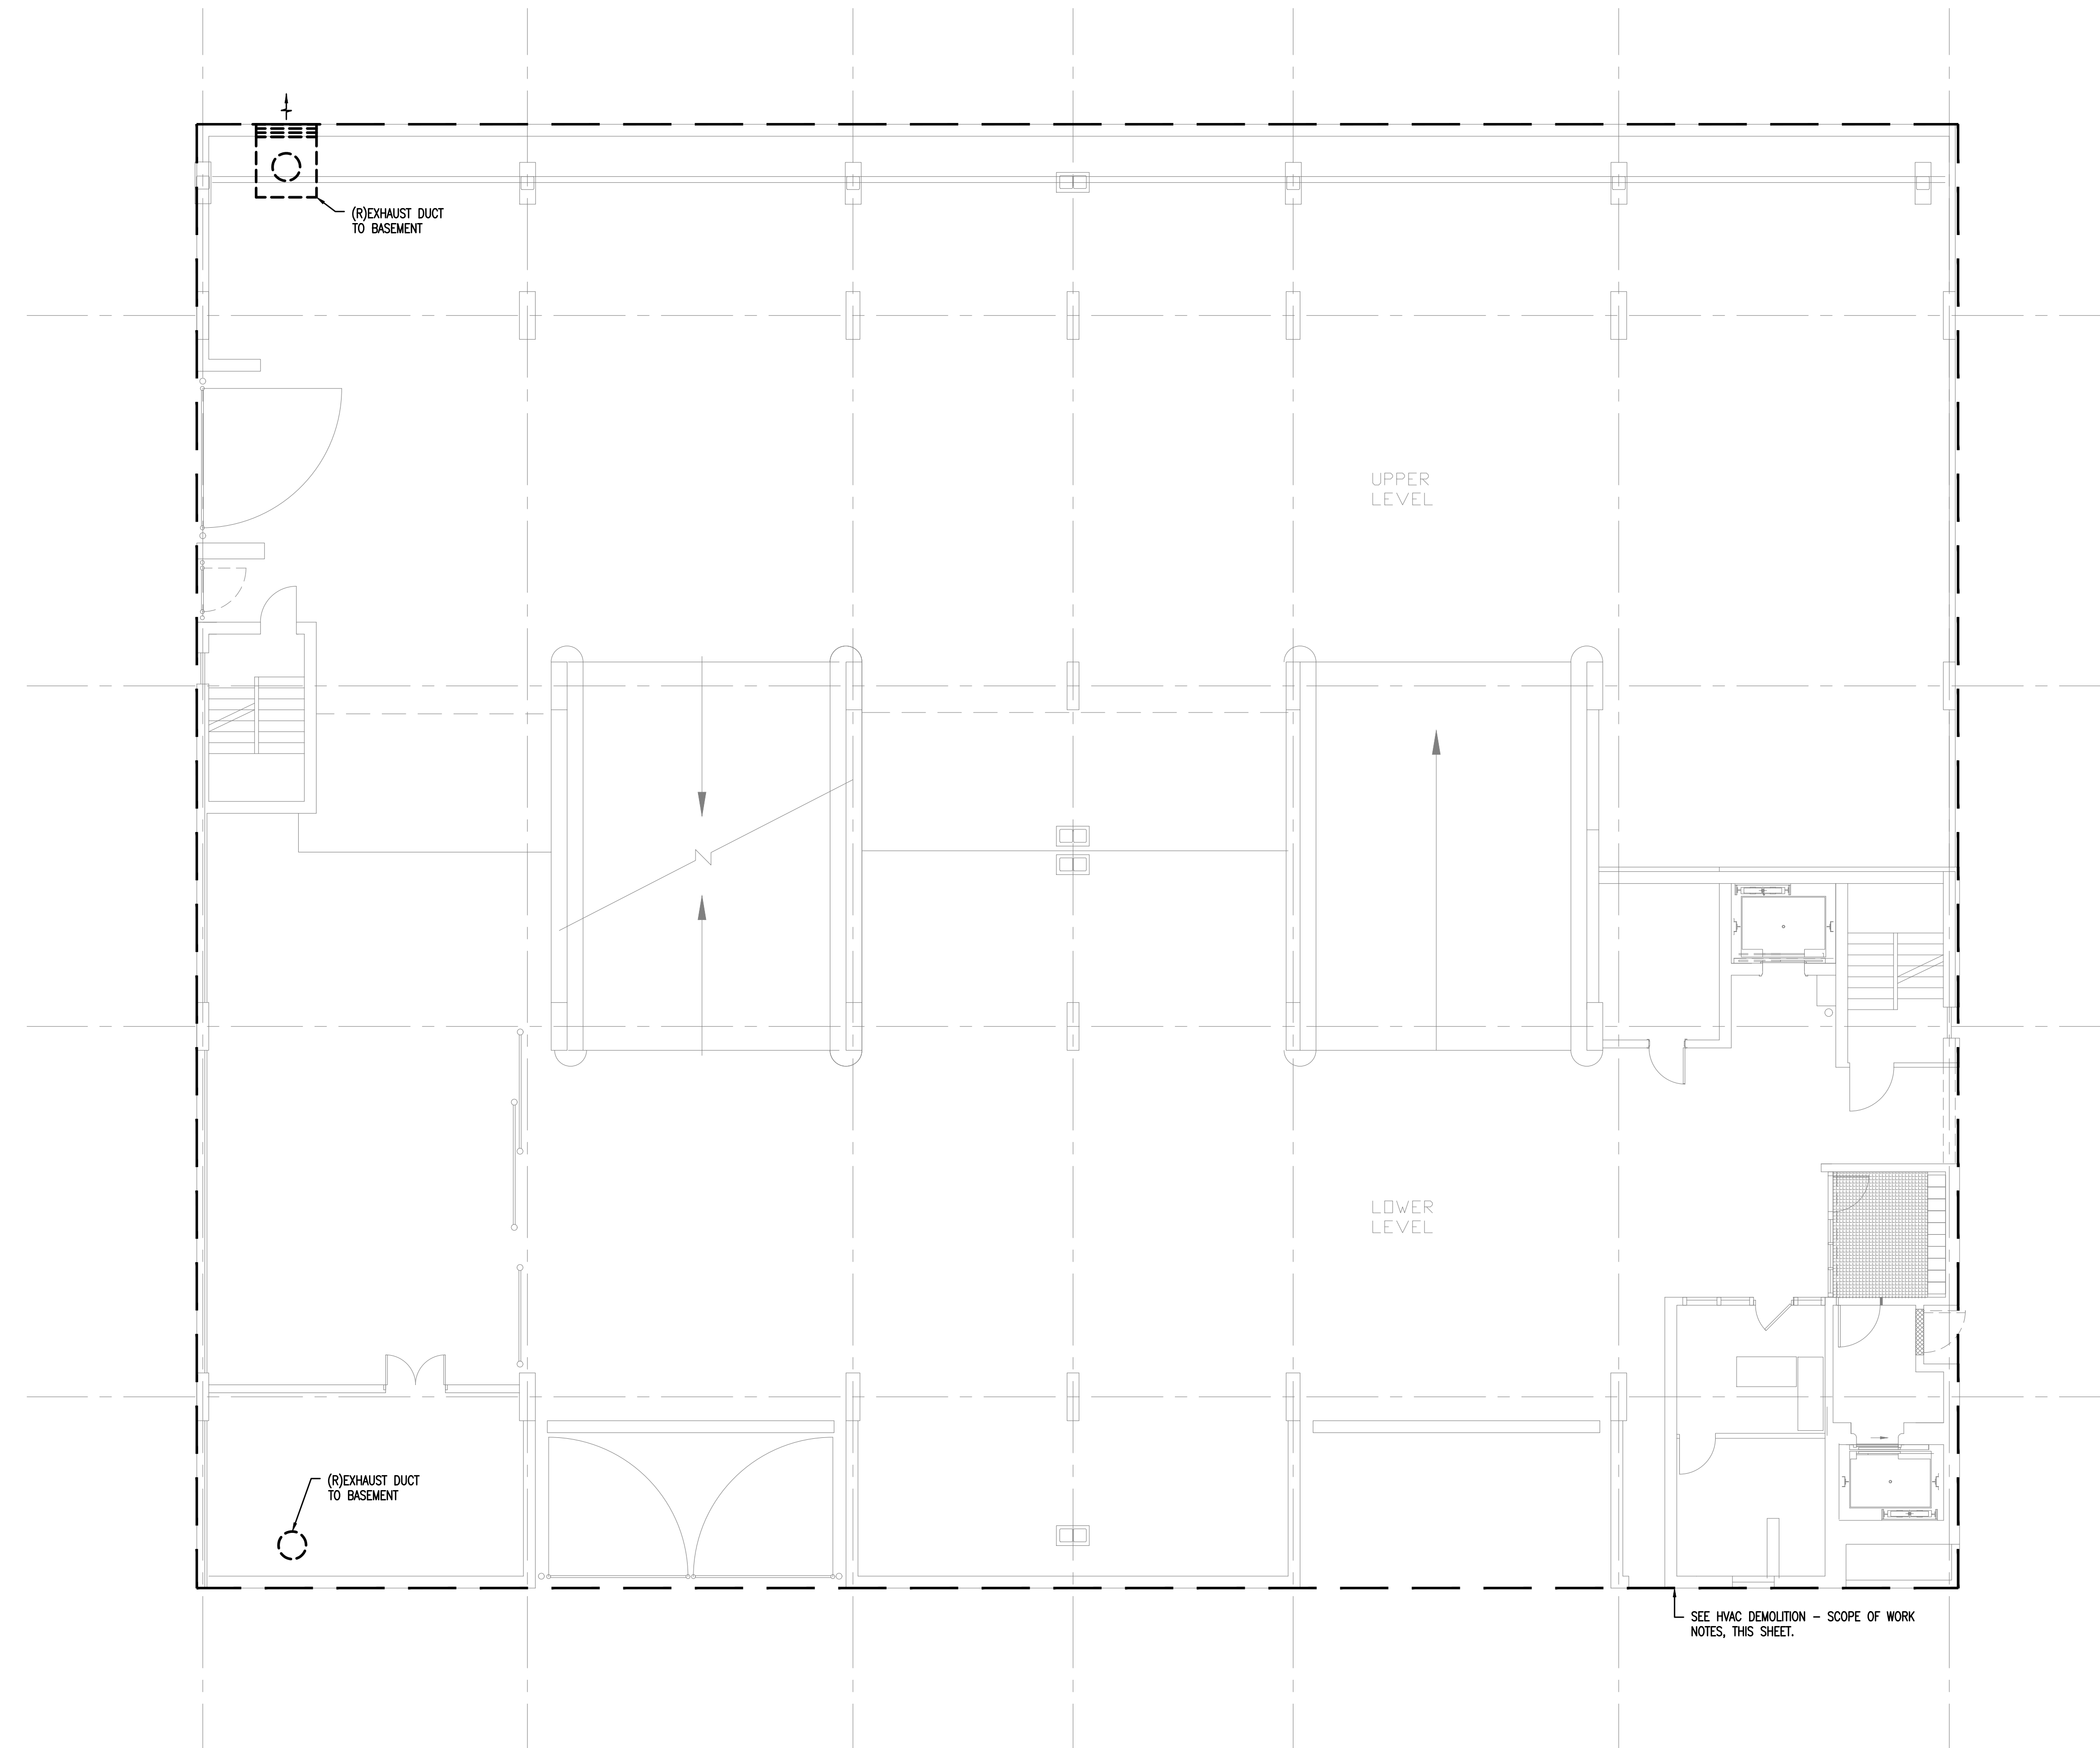 (R)EXHAUST DUCT
TO BASEMENT
UPPER
LEVEL
LOWER
LEVEL
(R)EXHAUST DUCT
TO BASEMENT
SEE HVAC DEMOLITION – SCOPE OF WORK
NOTES, THIS SHEET.